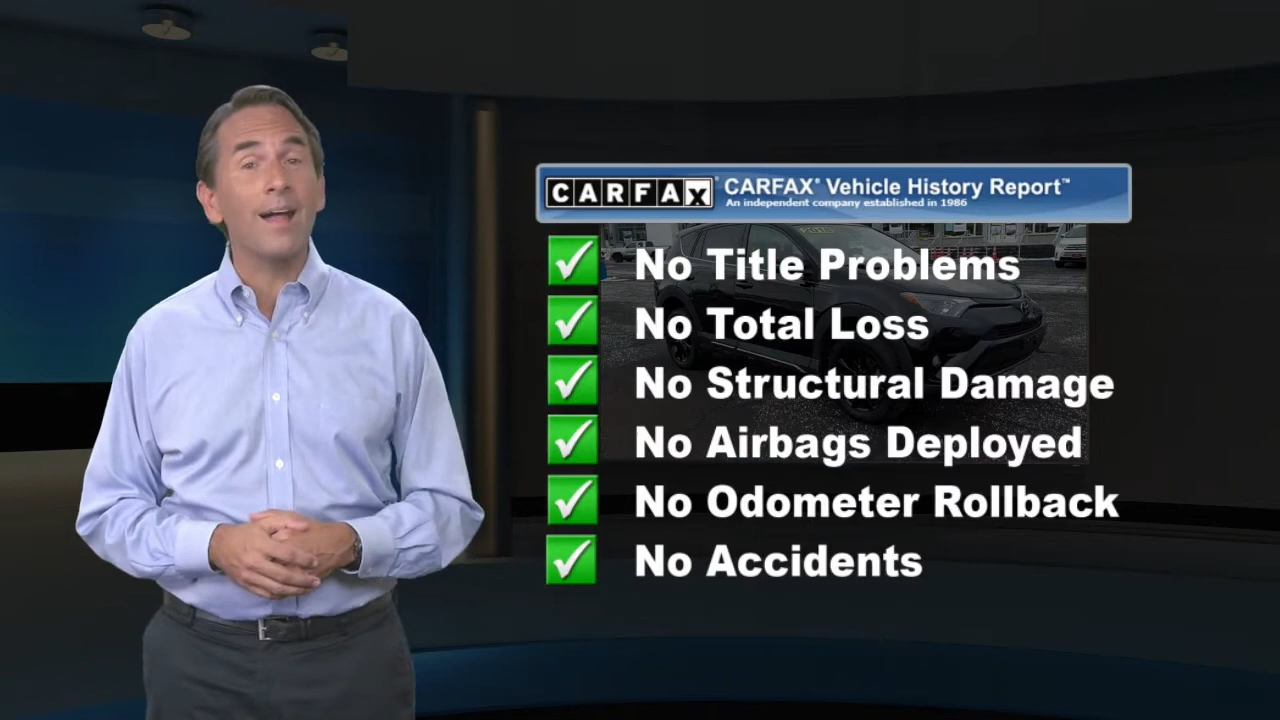 CARFAX® CARFAX® Vehicle History Report™
An independent company established in 1986
No Title Problems
No Total Loss
No Structural Damage
No Airbags Deployed
No Odometer Rollback
No Accidents